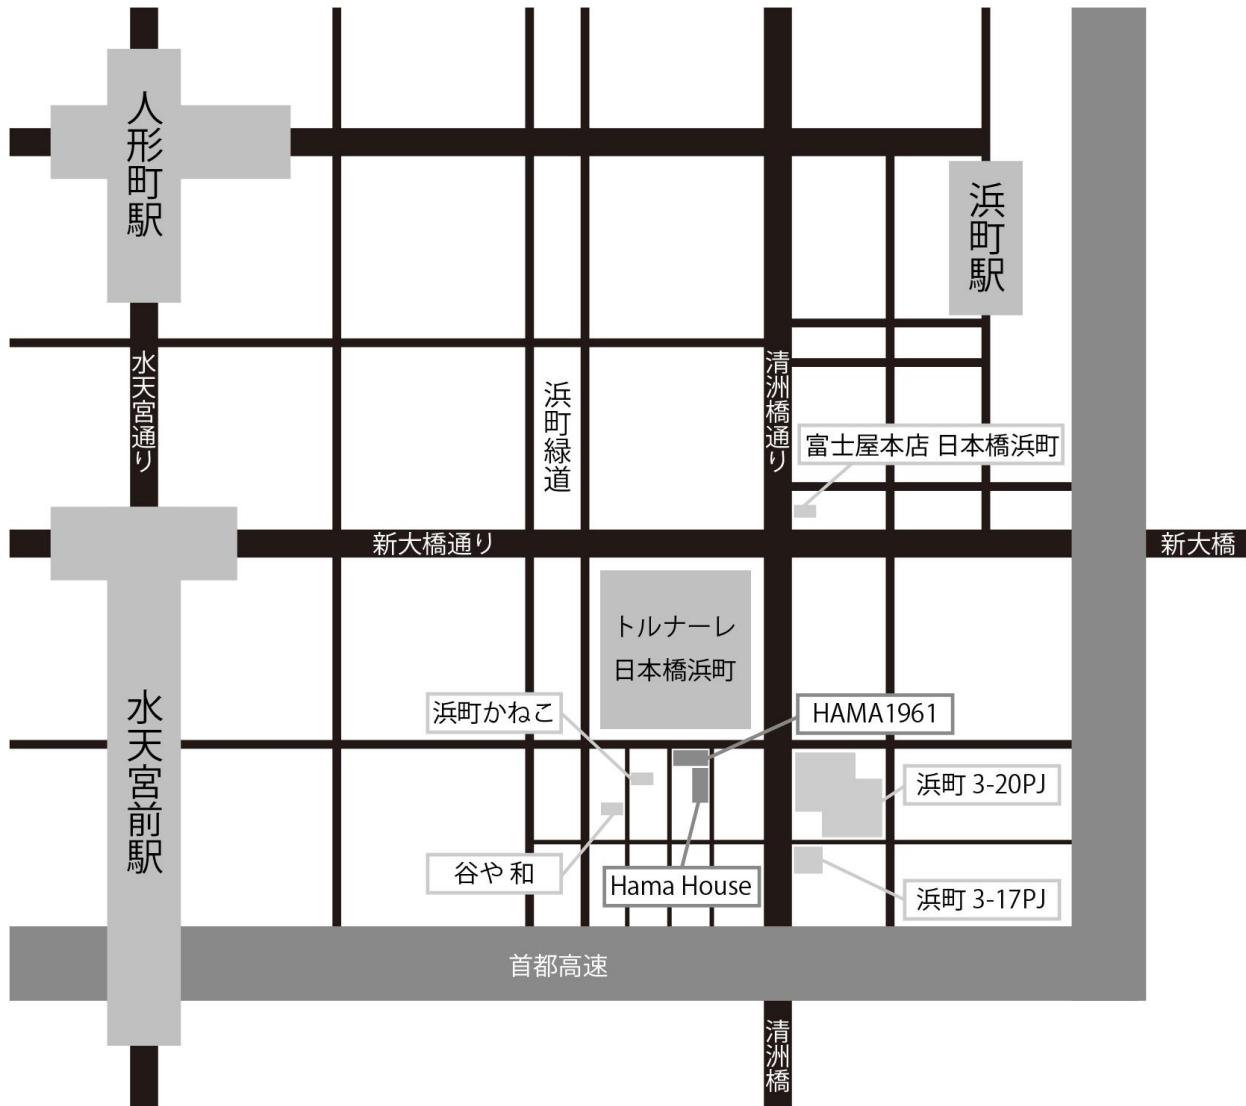 人形町駅
浜町駅
水天宮通り
浜町緑道
清洲橋通り
富士屋本店 日本橋浜町
新大橋通り
新大橋
トルナーレ
日本橋浜町
水天宮前駅
浜町かねこ
HAMA1961
浜町 3-20PJ
谷や 和
Hama House
浜町 3-17PJ
首都高速
清洲橋